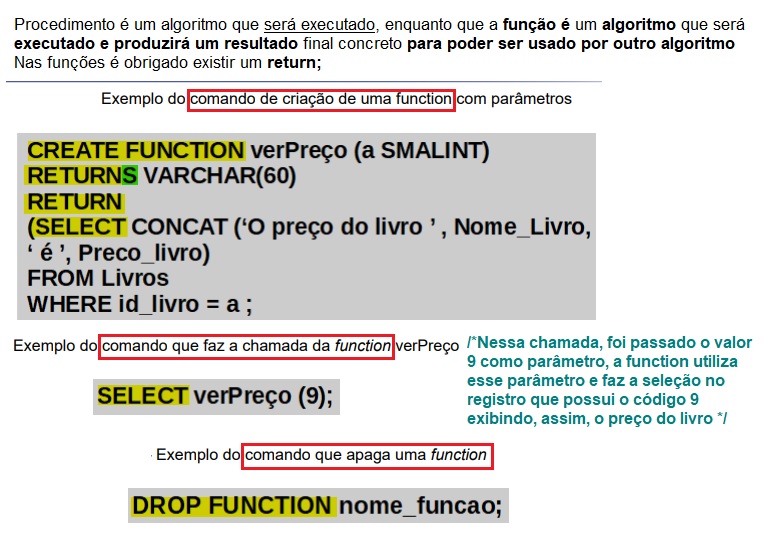 Procedimento é um algoritmo que será executado, enquanto que a função é um algoritmo que será
executado e produzirá um resultado final concreto para poder ser usado por outro algoritmo
Nas funções é obrigado existir um return;
Exemplo do comando de criação de uma function com parâmetros
CREATE FUNCTION verPreço (a SMALINT)
RETURNS VARCHAR(60)
RETURN
(SELECT CONCAT (‘O preço do livro ’ , Nome_Livro,
‘ é ’, Preco_livro)
FROM Livros
WHERE id_livro = a ;
Exemplo do comando que faz a chamada da function verPreço
/*Nessa chamada, foi passado o valor
9 como parâmetro, a function utiliza
esse parâmetro e faz a seleção no
registro que possui o código 9
exibindo, assim, o preço do livro */
SELECT verPreço (9);
Exemplo do comando que apaga uma function
DROP FUNCTION nome_funcao;